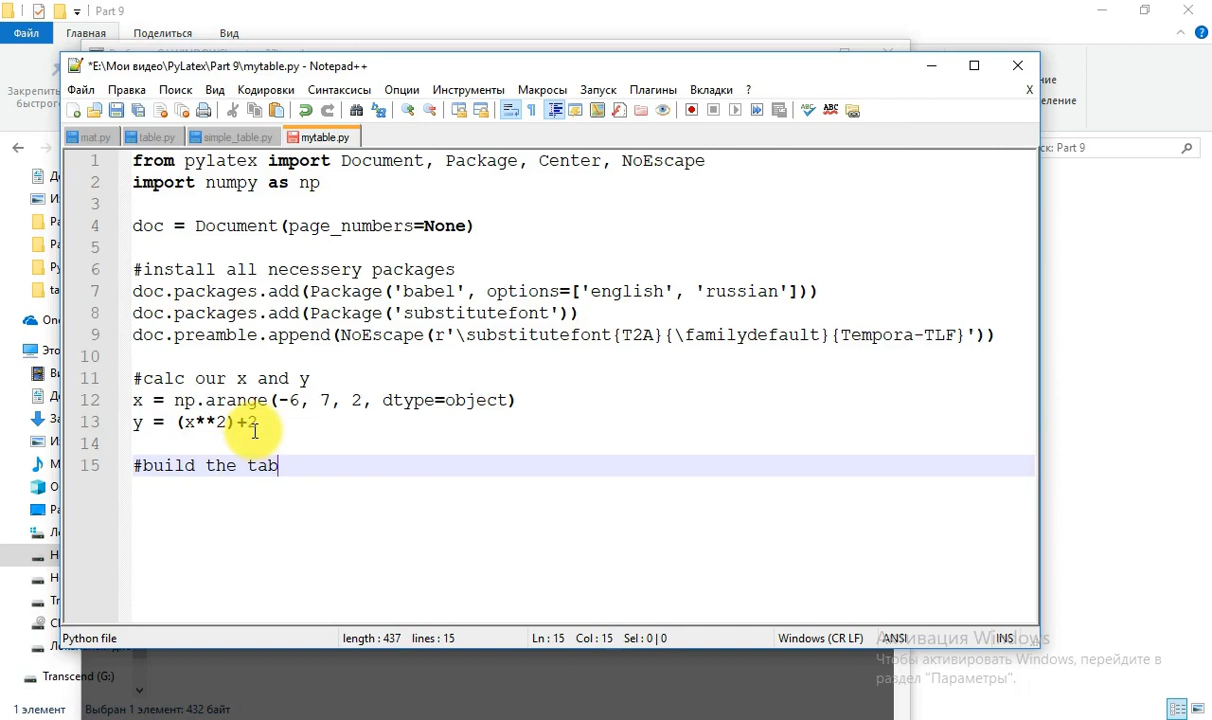 Part 9
Файл Главная Поделиться Вид
Закрепить
быстрого
*E:\Мои видео\PyLatex\Part 9\mytable.py - Notepad++
Файл Правка Поиск Вид Кодировки Синтаксисы Опции Инструменты Макросы Запуск Плагины Вкладки ? X
mat.py table.py simple_table.py mytable.py
1 from pylatex import Document, Package, Center, NoEscape
2 import numpy as np
3
4 doc = Document(page_numbers=None)
5
6 #install all necessery packages
7 doc.packages.add(Package('babel', options=['english', 'russian']))
8 doc.packages.add(Package('substitutefont'))
9 doc.preamble.append(NoEscape(r'\substitutefont{T2A}{\familydefault}{Tempora-TLF}'))
10
11 #calc our x and y
12 x = np.arange(-6, 7, 2, dtype=object)
13 y = (x**2)+2
14
15 #build the tab
Python file length : 437 lines : 15 Ln : 15 Col : 15 Sel : 0 | 0 Windows (CR LF) ANSI INS
ск: Part 9
Активация Windows
Чтобы активировать Windows, перейдите в
раздел "Параметры".
Transcend (G:)
1 элемент Выбран 1 элемент: 432 байт